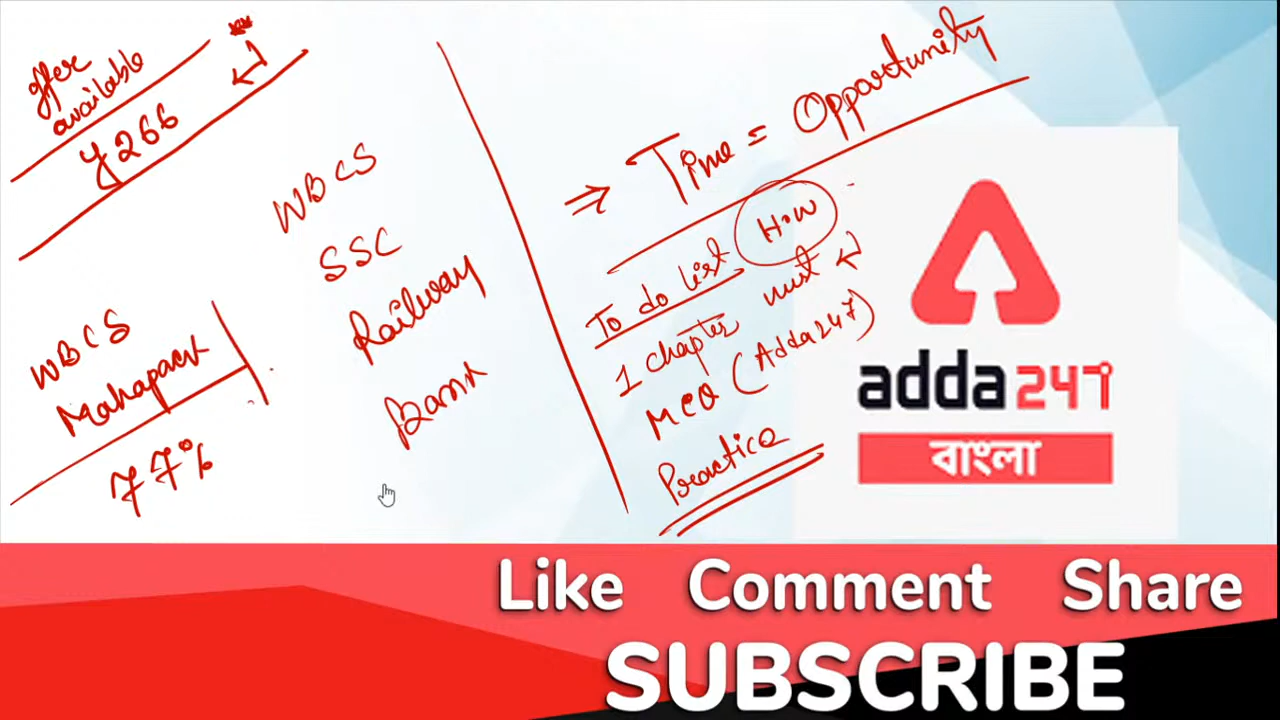 offer
available
Y266
WBCS
Mahapack
77%
WBCS
SSC
Railway
Bank
⇒ Time = Opportunity
To do list How
1 chapter must
MCQ (Adda247)
Practice
adda247
বাংলা
Like Comment Share
SUBSCRIBE